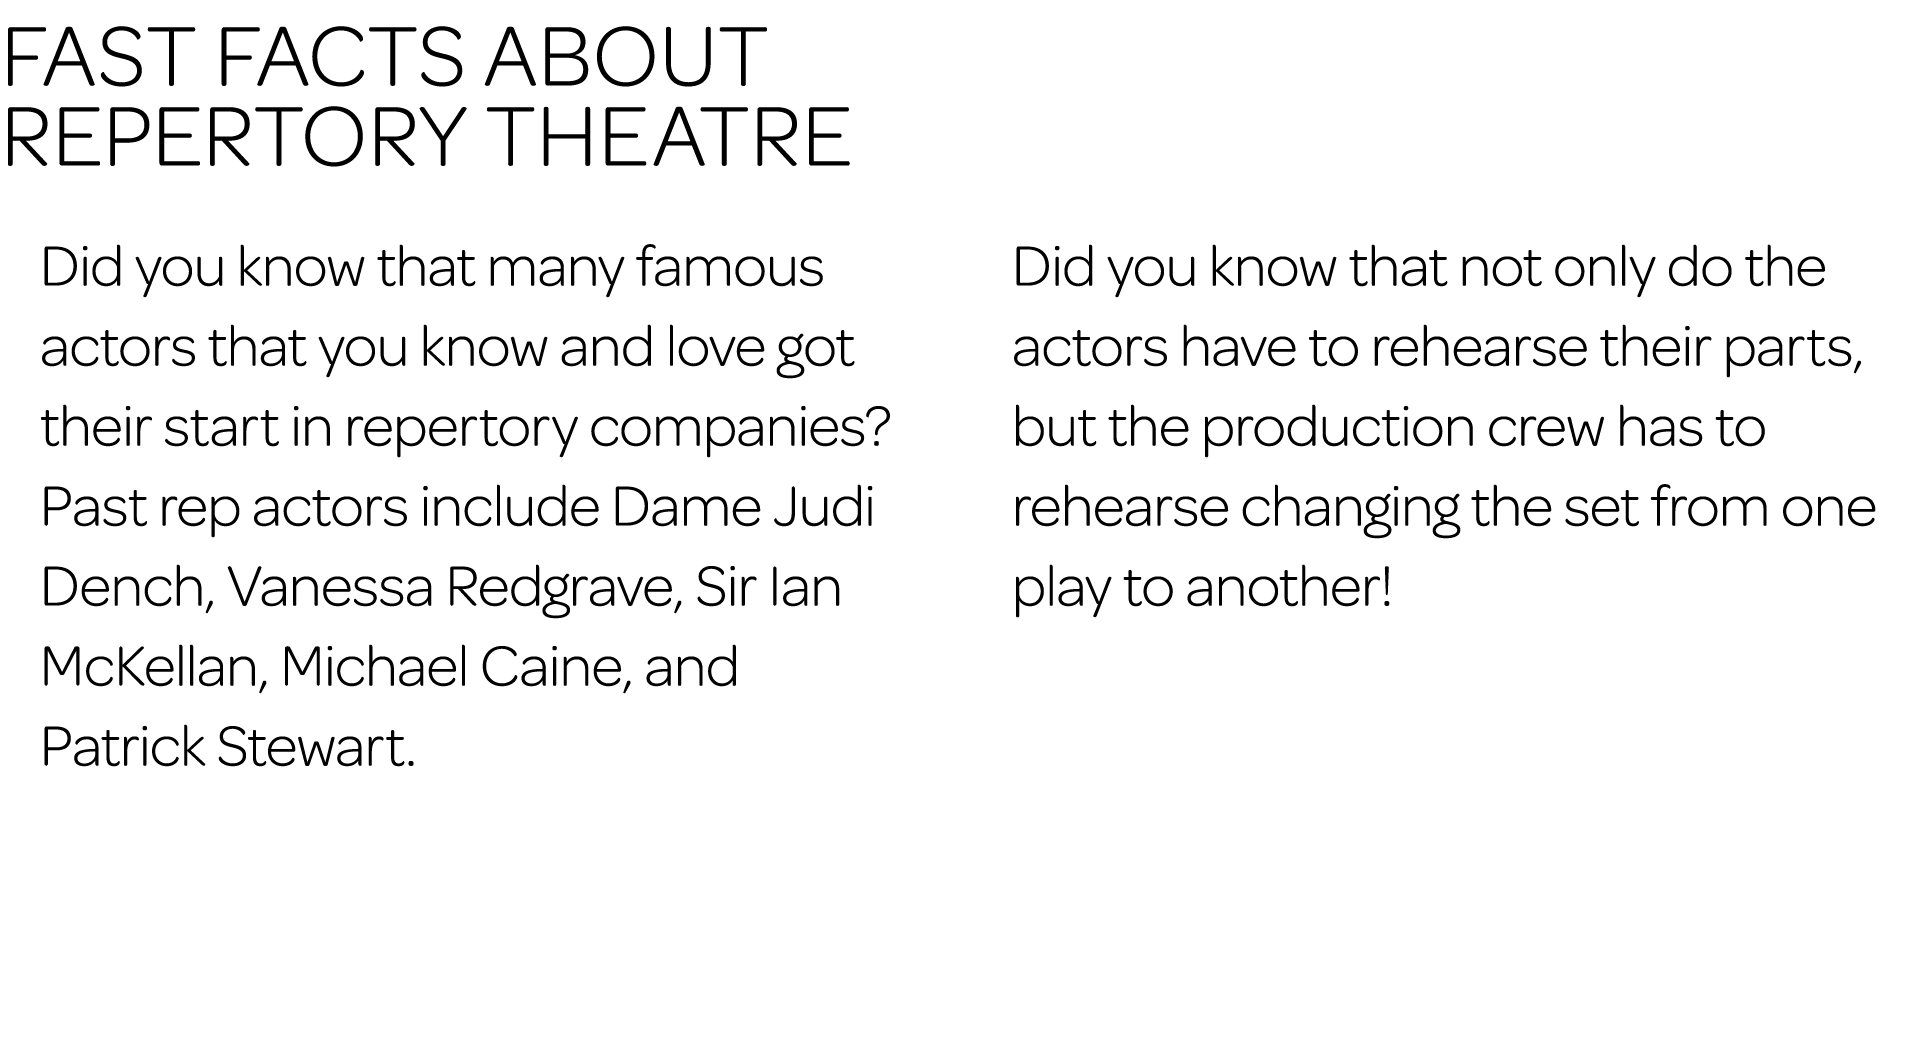 FAST FACTS ABOUT
REPERTORY THEATRE
Did you know that many famous
actors that you know and love got
their start in repertory companies?
Past rep actors include Dame Judi
Dench, Vanessa Redgrave, Sir Ian
McKellan, Michael Caine, and
Patrick Stewart.
Did you know that not only do the
actors have to rehearse their parts,
but the production crew has to
rehearse changing the set from one
play to another!